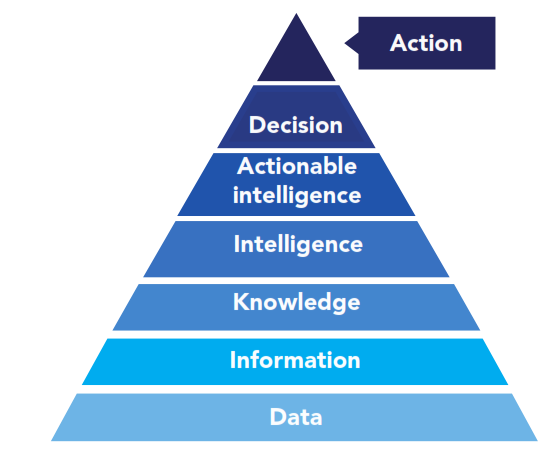 Action
Decision
Actionable
intelligence
Intelligence
Knowledge
Information
Data